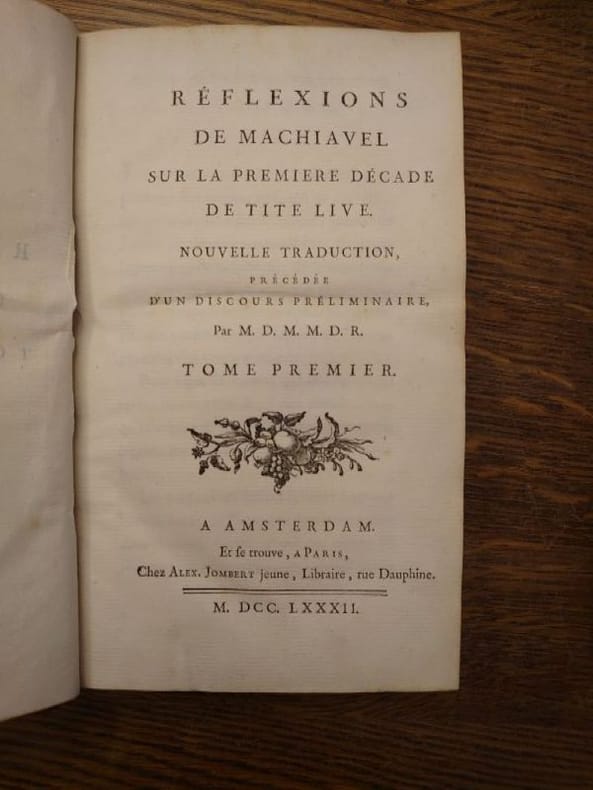 RÉFLEXIONS
DE MACHIAVEL
SUR LA PREMIERE DÉCADE
DE TITE LIVE.
NOUVELLE TRADUCTION,
PRÉCÉDÉE
D'UN DISCOURS PRÉLIMINAIRE,
Par M. D. M. M. D. R.
TOME PREMIER.
A AMSTERDAM.
Et ſe trouve, A PARIS,
Chez ALEX. JOMBERT jeune, Libraire, rue Dauphine.
M. DCC. LXXXII.